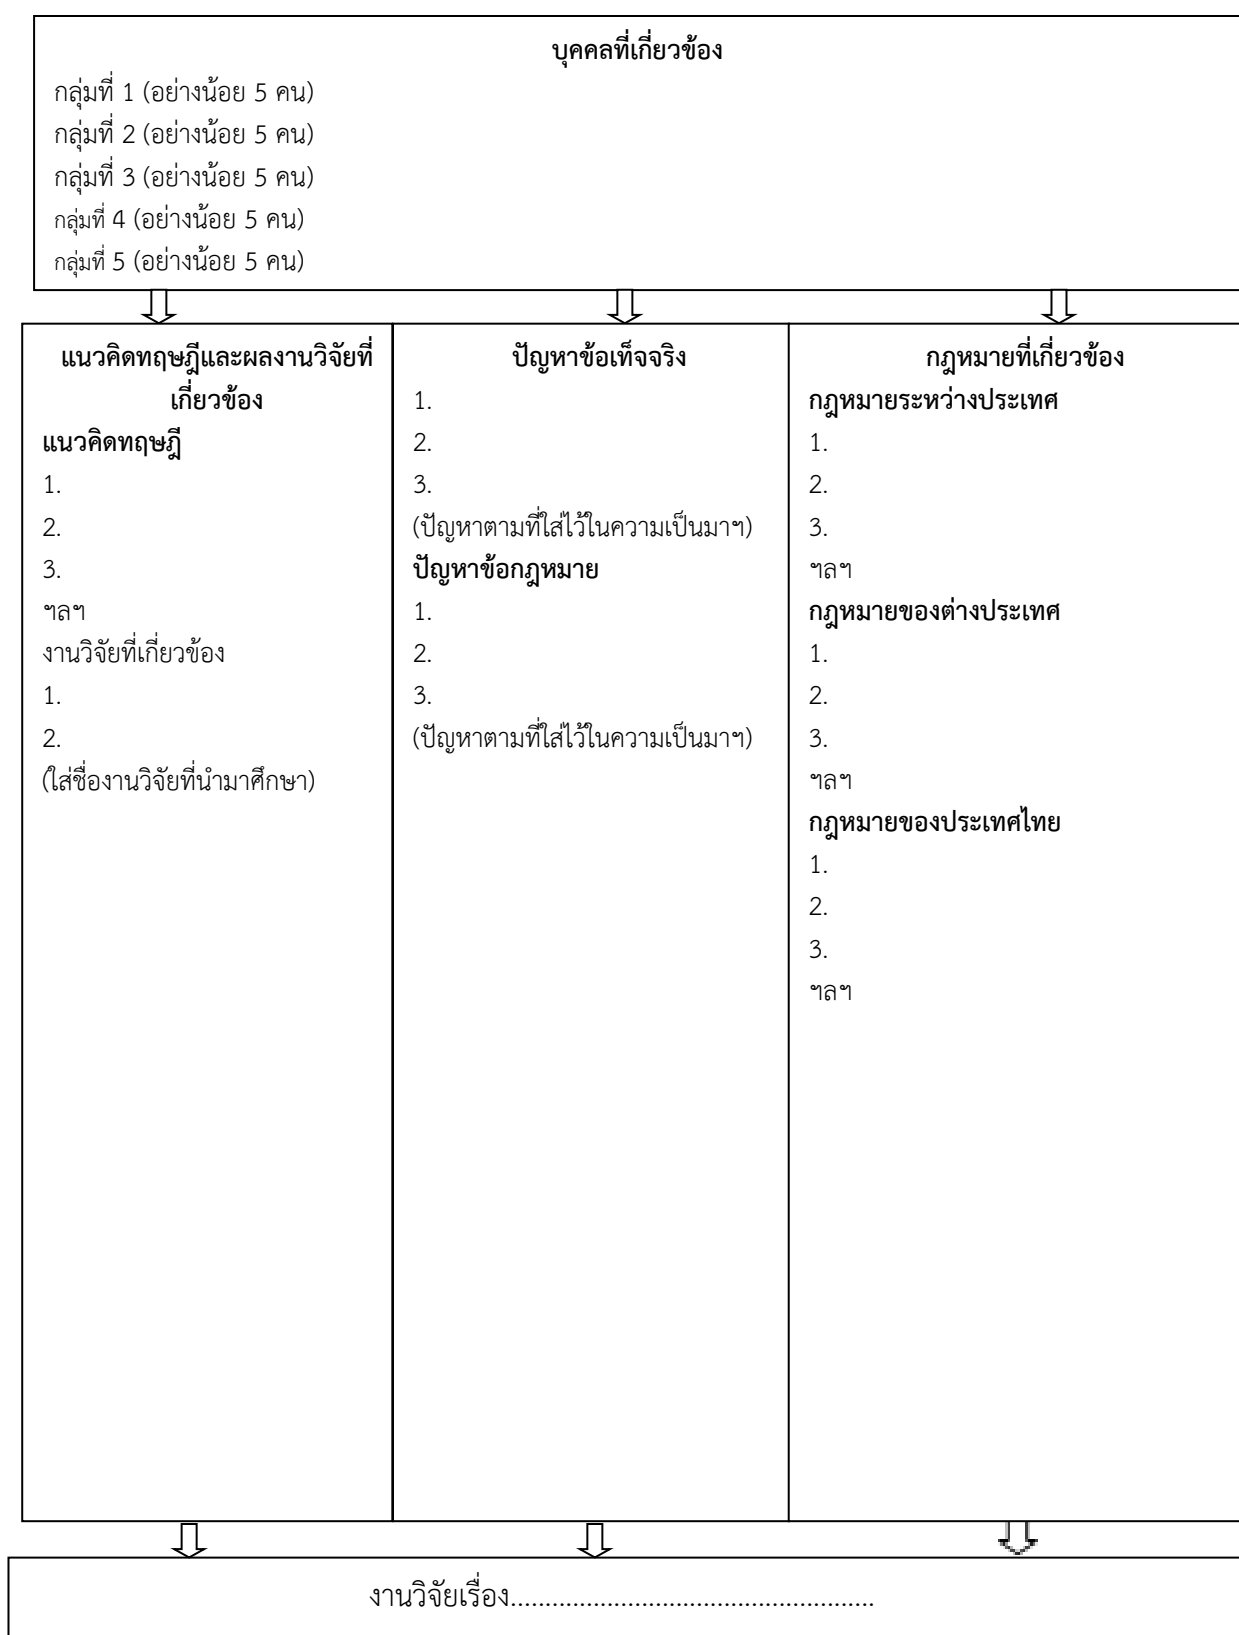 บุคคลที่เกี่ยวข้อง
กลุ่มที่ 1 (อย่างน้อย 5 คน)
กลุ่มที่ 2 (อย่างน้อย 5 คน)
กลุ่มที่ 3 (อย่างน้อย 5 คน)
กลุ่มที่ 4 (อย่างน้อย 5 คน)
กลุ่มที่ 5 (อย่างน้อย 5 คน)
แนวคิดทฤษฎีและผลงานวิจัยที่
เกี่ยวข้อง
แนวคิดทฤษฎี
1.
2.
3.
ฯลฯ
งานวิจัยที่เกี่ยวข้อง
1.
2.
(ใส่ชื่องานวิจัยที่นำมาศึกษา)
ปัญหาข้อเท็จจริง
1.
2.
3.
(ปัญหาตามที่ใส่ไว้ในความเป็นมาฯ)
ปัญหาข้อกฎหมาย
1.
2.
3.
(ปัญหาตามที่ใส่ไว้ในความเป็นมาฯ)
กฎหมายที่เกี่ยวข้อง
กฎหมายระหว่างประเทศ
1.
2.
3.
ฯลฯ
กฎหมายของต่างประเทศ
1.
2.
3.
ฯลฯ
กฎหมายของประเทศไทย
1.
2.
3.
ฯลฯ
งานวิจัยเรื่อง....................................................